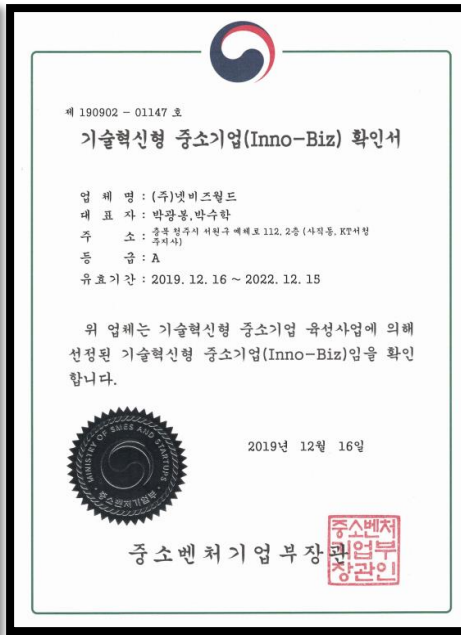 제 190902 - 01147 호
기술혁신형 중소기업(Inno-Biz) 확인서
업 체 명 : (주)넷비즈월드
대 표 자 : 박광봉,박수학
주 소 : 충북 청주시 서원구 예체로 112, 2층 (사직동, KT서청
주지사)
등 급 : A
유효기간 : 2019. 12. 16 ~ 2022. 12. 15
위 업체는 기술혁신형 중소기업 육성사업에 의해
선정된 기술혁신형 중소기업(Inno-Biz)임을 확인
합니다.
2019년 12월 16일
MINISTRY OF SMES AND STARTUPS
중소벤처기업부
중소벤처기업부장관
중소벤처
기업부
장관인